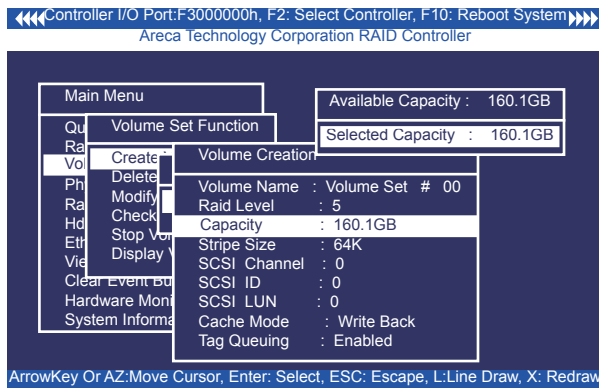 Controller I/O Port:F3000000h, F2: Select Controller, F10: Reboot System
Areca Technology Corporation RAID Controller
Main Menu
Available Capacity : 160.1GB
Selected Capacity : 160.1GB
Volume Set Function
Create
Delete
Modify
Check
Stop
Display
Volume Creation
Volume Name : Volume Set # 00
Raid Level : 5
Capacity : 160.1GB
Stripe Size : 64K
SCSI Channel : 0
SCSI ID : 0
SCSI LUN : 0
Cache Mode : Write Back
Tag Queuing : Enabled
Clear Event
Hardware
System
ArrowKey Or AZ:Move Cursor, Enter: Select, ESC: Escape, L:Line Draw, X: Redraw